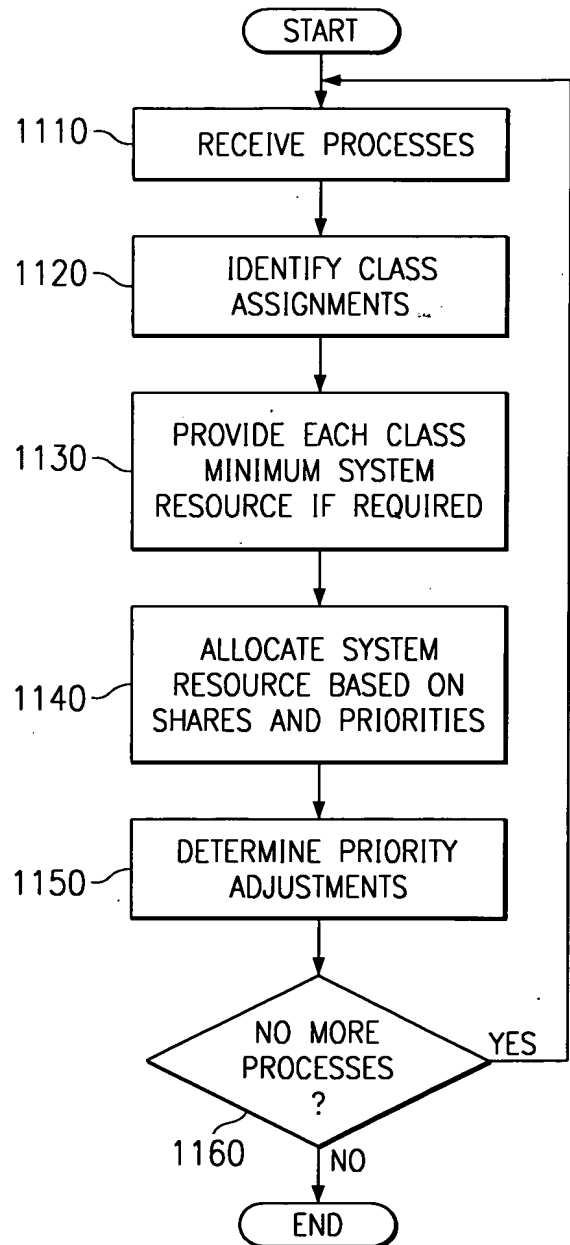 START
1110
RECEIVE PROCESSES
1120
IDENTIFY CLASS
ASSIGNMENTS
1130
PROVIDE EACH CLASS
MINIMUM SYSTEM
RESOURCE IF REQUIRED
1140
ALLOCATE SYSTEM
RESOURCE BASED ON
SHARES AND PRIORITIES
1150
DETERMINE PRIORITY
ADJUSTMENTS
NO MORE
PROCESSES
?
YES
1160
NO
END